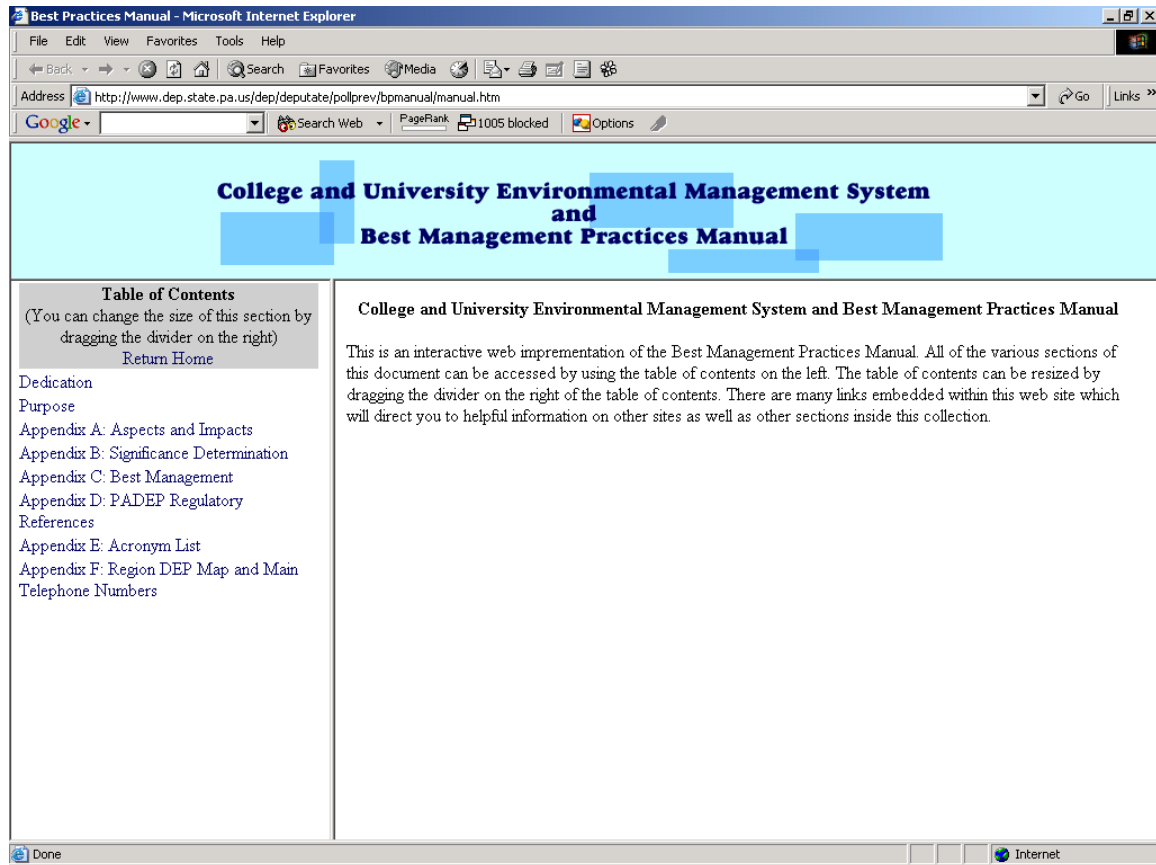 Best Practices Manual - Microsoft Internet Explorer
File Edit View Favorites Tools Help
Back Search Favorites Media
Address http://www.dep.state.pa.us/dep/deputate/pollprev/bpmanual/manual.htm Go Links »
Google Search Web PageRank 1005 blocked Options
College and University Environmental Management System
and
Best Management Practices Manual
Table of Contents
(You can change the size of this section by
dragging the divider on the right)
Return Home
Dedication
Purpose
Appendix A: Aspects and Impacts
Appendix B: Significance Determination
Appendix C: Best Management
Appendix D: PADEP Regulatory
References
Appendix E: Acronym List
Appendix F: Region DEP Map and Main
Telephone Numbers
College and University Environmental Management System and Best Management Practices Manual
This is an interactive web imprementation of the Best Management Practices Manual. All of the various sections of
this document can be accessed by using the table of contents on the left. The table of contents can be resized by
dragging the divider on the right of the table of contents. There are many links embedded within this web site which
will direct you to helpful information on other sites as well as other sections inside this collection.
Done Internet